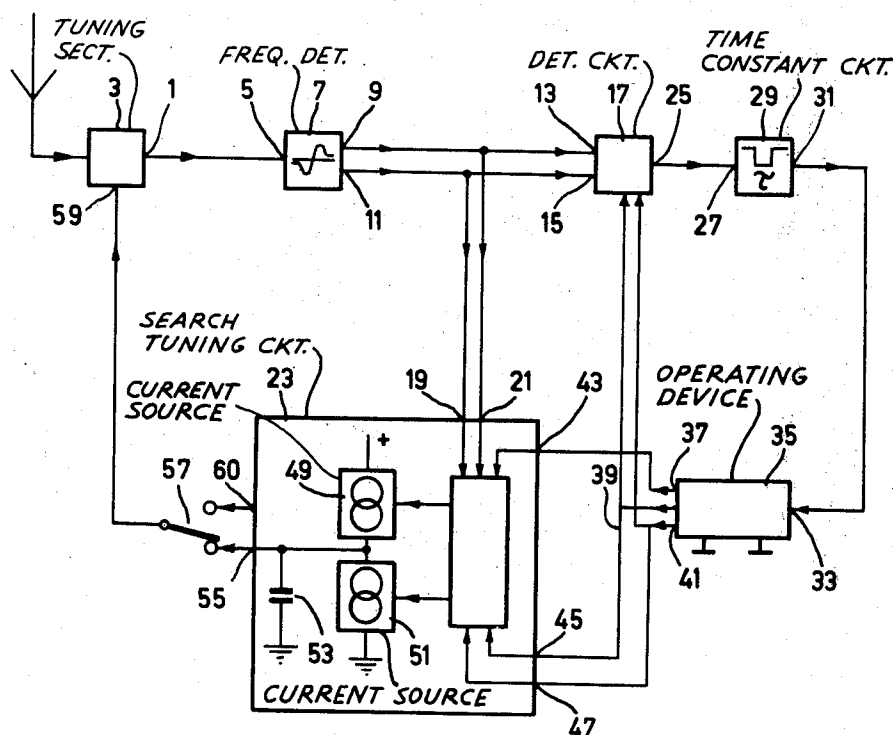 TUNING
SECT.
3
1
59
FREQ. DET.
5
7
9
11
DET. CKT.
13
17
25
15
TIME
CONSTANT CKT.
29
31
τ
27
SEARCH
TUNING CKT.
23
CURRENT
SOURCE
19
21
43
+
49
60
57
55
53
51
CURRENT SOURCE
45
47
OPERATING
DEVICE
37
35
39
41
33